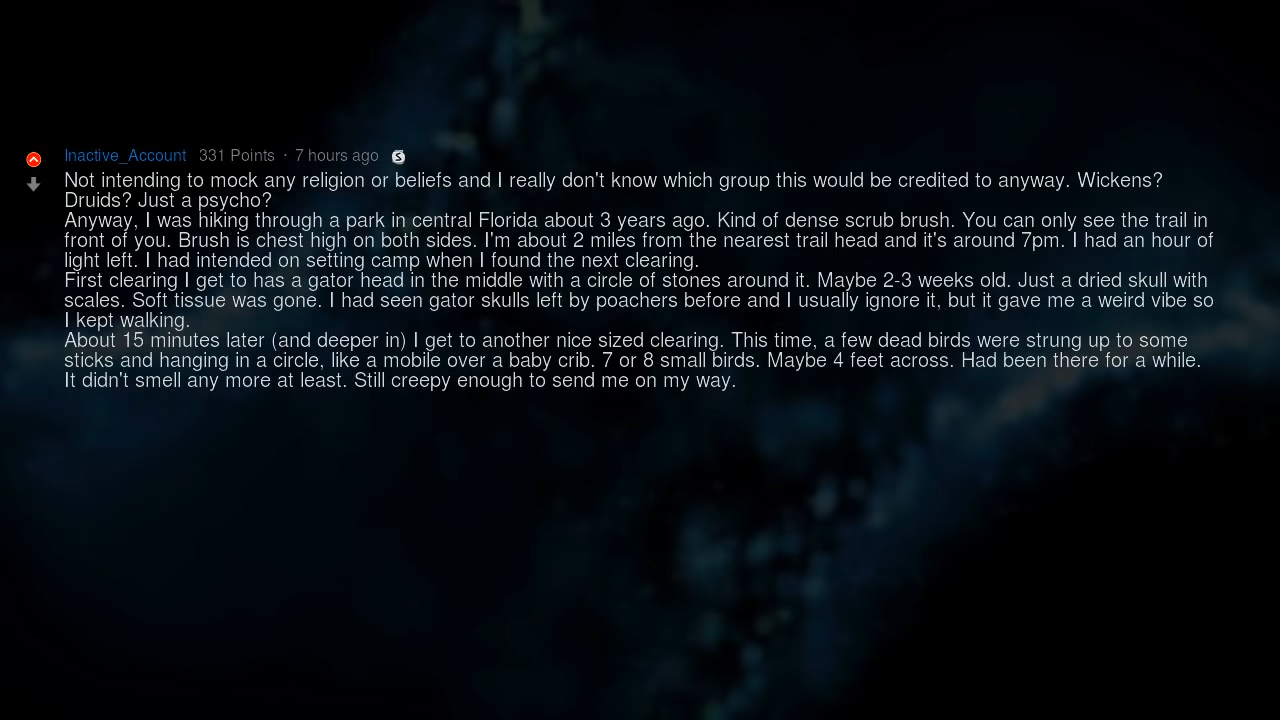 Inactive_Account 331 Points · 7 hours ago
Not intending to mock any religion or beliefs and I really don't know which group this would be credited to anyway. Wickens?
Druids? Just a psycho?
Anyway, I was hiking through a park in central Florida about 3 years ago. Kind of dense scrub brush. You can only see the trail in
front of you. Brush is chest high on both sides. I'm about 2 miles from the nearest trail head and it's around 7pm. I had an hour of
light left. I had intended on setting camp when I found the next clearing.
First clearing I get to has a gator head in the middle with a circle of stones around it. Maybe 2-3 weeks old. Just a dried skull with
scales. Soft tissue was gone. I had seen gator skulls left by poachers before and I usually ignore it, but it gave me a weird vibe so
I kept walking.
About 15 minutes later (and deeper in) I get to another nice sized clearing. This time, a few dead birds were strung up to some
sticks and hanging in a circle, like a mobile over a baby crib. 7 or 8 small birds. Maybe 4 feet across. Had been there for a while.
It didn't smell any more at least. Still creepy enough to send me on my way.